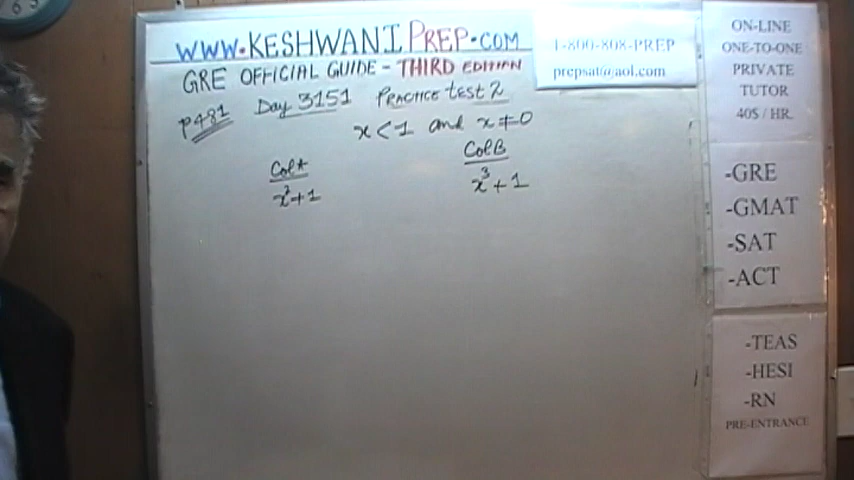 WWW.KESHWANIPREP.COM
GRE OFFICIAL GUIDE - THIRD EDITION
P481 Day 3151 PRACTICE test 2
x < 1 and x ≠ 0
Col A
x² + 1
Col B
x³ + 1
1-800-808-PREP
prepsat@aol.com
ON-LINE
ONE-TO-ONE
PRIVATE
TUTOR
40$ / HR.
-GRE
-GMAT
-SAT
-ACT
-TEAS
-HESI
-RN
PRE-ENTRANCE